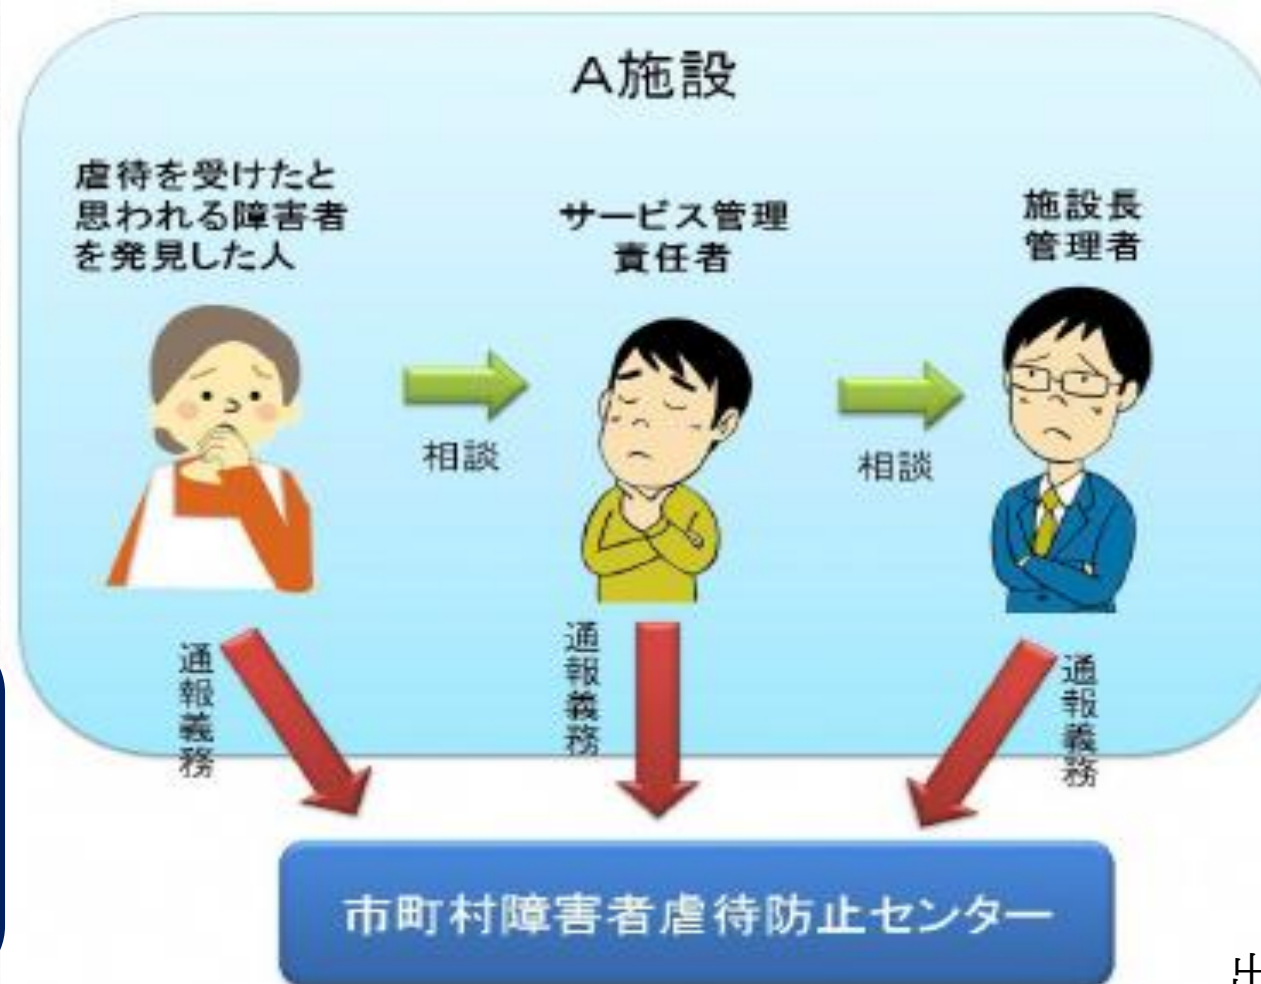 A施設
虐待を受けたと
思われる障害者
を発見した人
サービス管理
責任者
施設長
管理者
相談
相談
通報義務
通報義務
通報義務
市町村障害者虐待防止センター
出